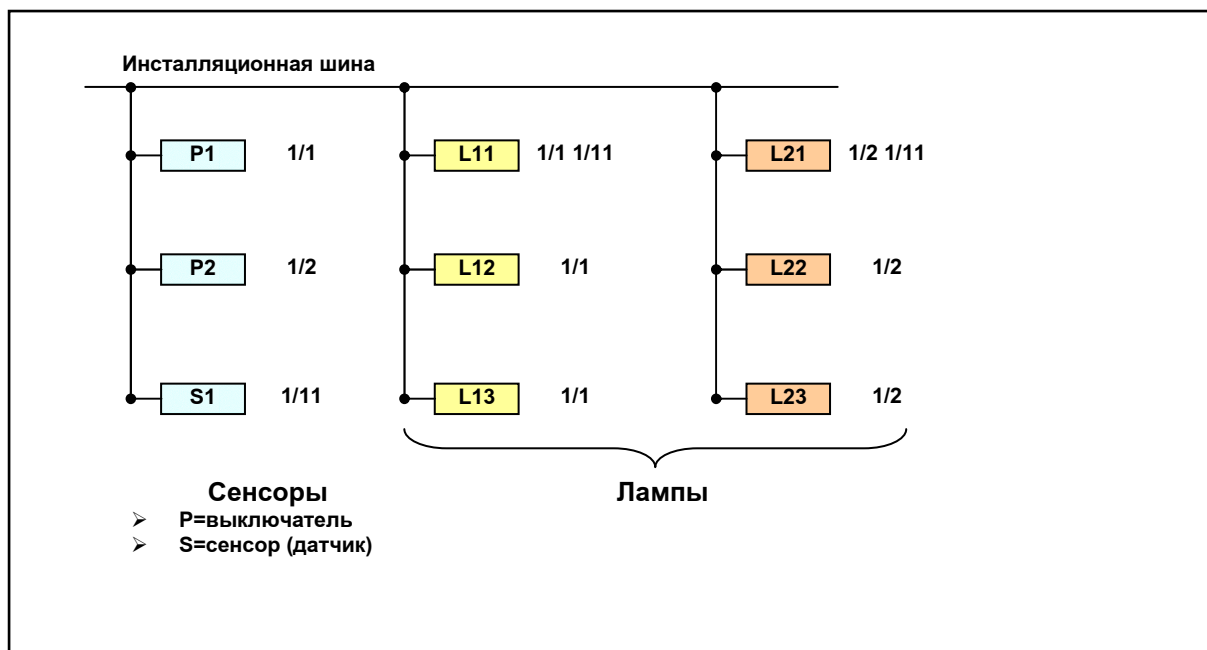 Инсталляционная шина
P1 1/1 L11 1/1 1/11 L21 1/2 1/11
P2 1/2 L12 1/1 L22 1/2
S1 1/11 L13 1/1 L23 1/2
Сенсоры Лампы
➢ P=выключатель
➢ S=сенсор (датчик)